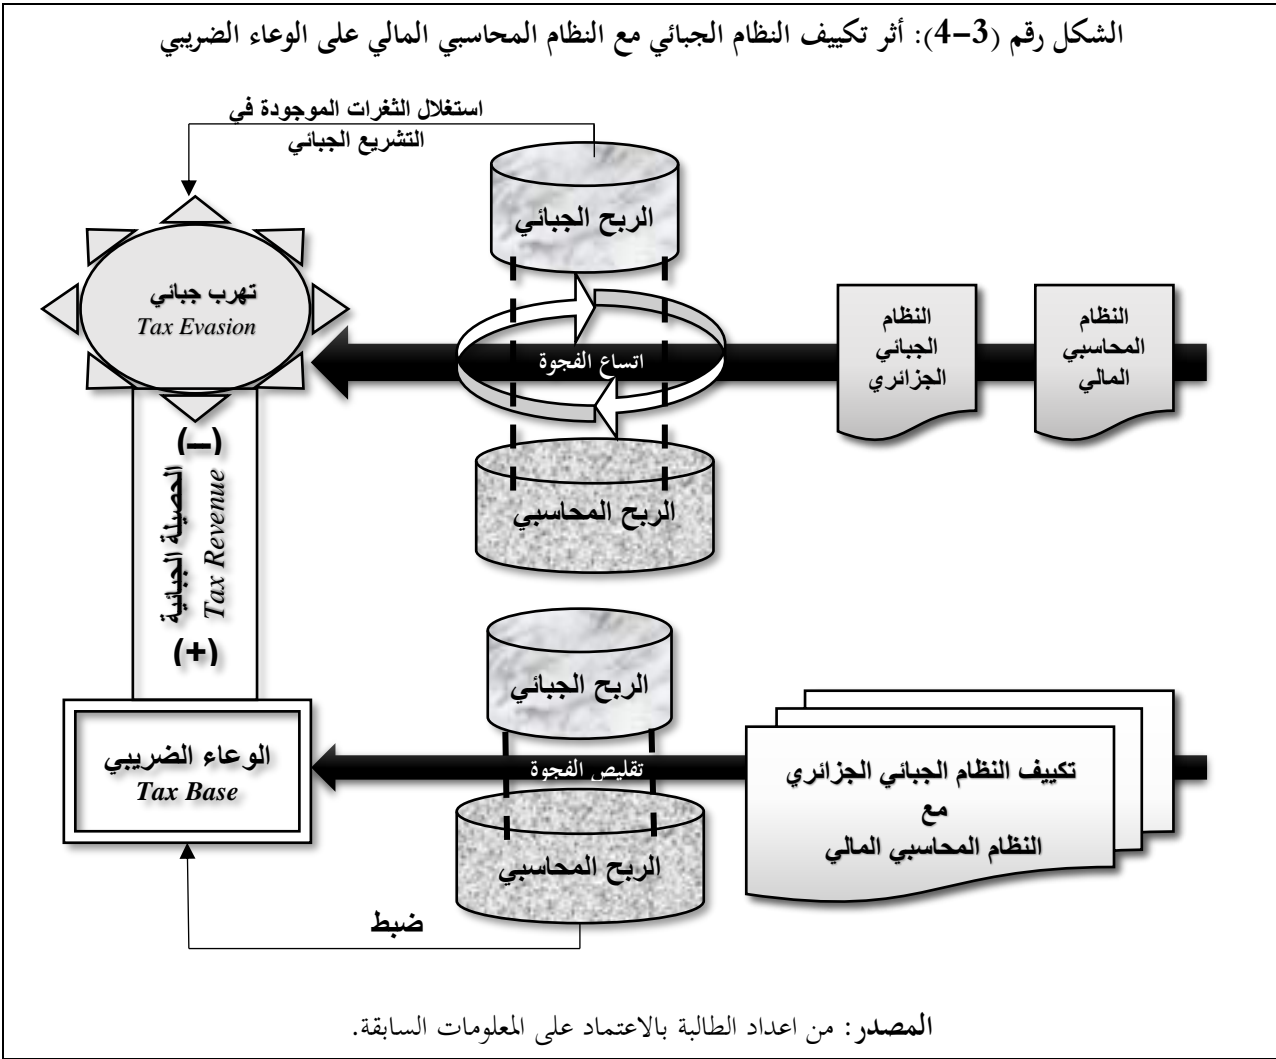 الشكل رقم (3-4): أثر تكييف النظام الجبائي مع النظام المحاسبي المالي على الوعاء الضريبي
استغلال الثغرات الموجودة في
التشريع الجبائي
الربح الجبائي
تهرب جبائي
Tax Evasion
اتساع الفجوة
النظام
الجبائي
الجزائري
النظام
المحاسبي
المالي
الربح المحاسبي
(–)
الحصيلة الجبائية
Tax Revenue
(+)
الربح الجبائي
الوعاء الضريبي
Tax Base
تقليص الفجوة
تكييف النظام الجبائي الجزائري
مع
النظام المحاسبي المالي
الربح المحاسبي
ضبط
المصدر: من اعداد الطالبة بالاعتماد على المعلومات السابقة.